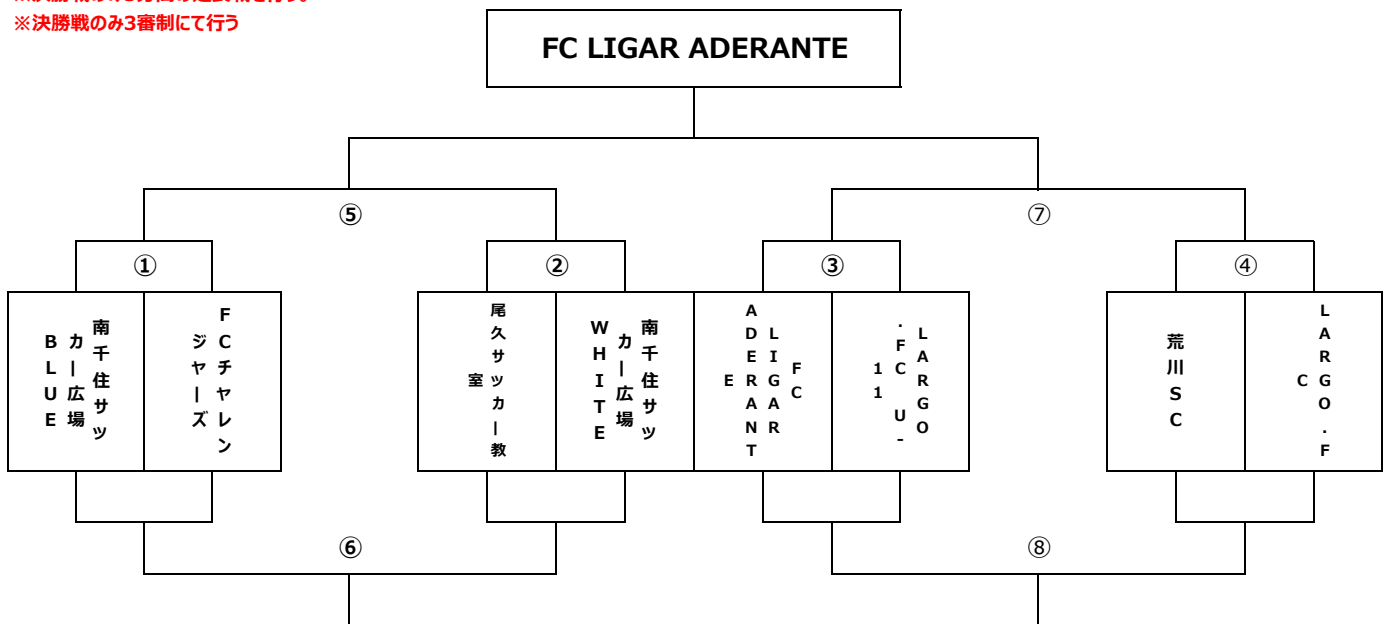 ※決勝戦のみ3審制にて行う
FC LIGAR ADERANTE
⑤
⑦
①
②
③
④
南千住サッ
カー広場
BLUE
FCチャレン
ジャーズ
尾久サッカー教
室
南千住サッ
カー広場
WHITE
FC
LIGAR
ADERANT
E
LARGO
.FC U-
11
荒川SC
LARGO.F
C
⑥
⑧